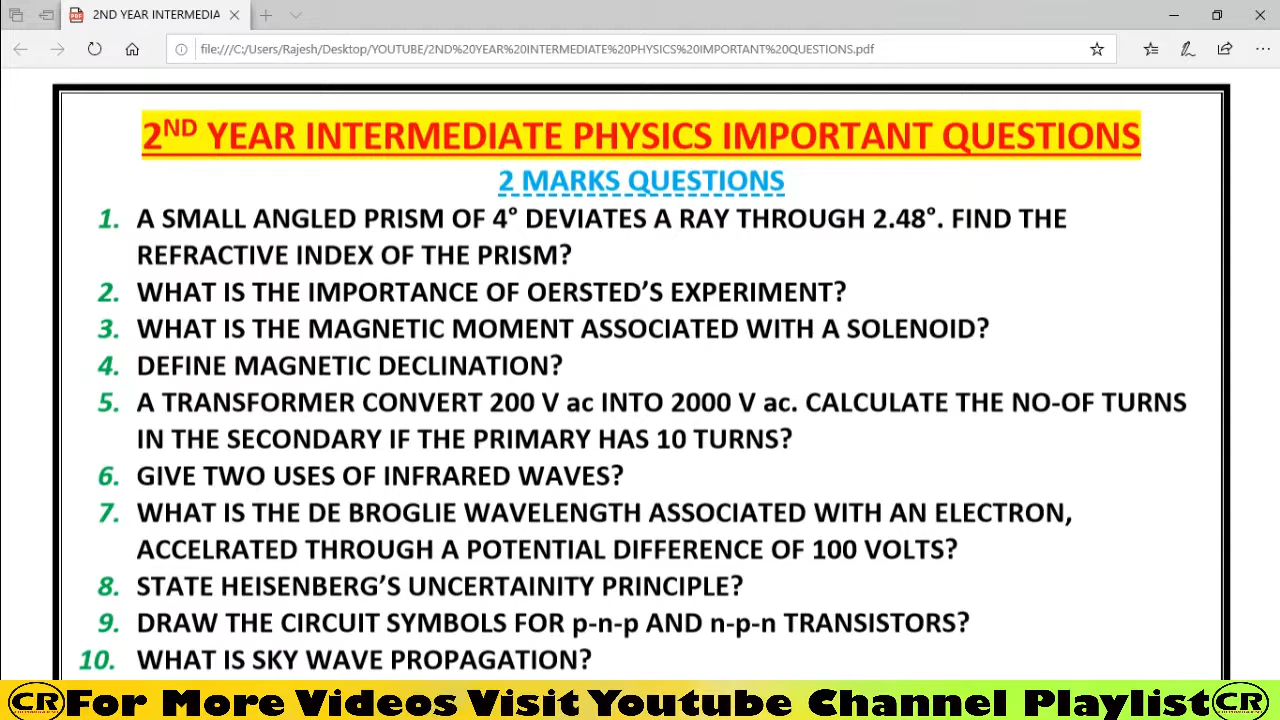 2ND YEAR INTERMEDIA
file:///C:/Users/Rajesh/Desktop/YOUTUBE/2ND%20YEAR%20INTERMEDIATE%20PHYSICS%20IMPORTANT%20QUESTIONS.pdf
2ND YEAR INTERMEDIATE PHYSICS IMPORTANT QUESTIONS
2 MARKS QUESTIONS
1. A SMALL ANGLED PRISM OF 4° DEVIATES A RAY THROUGH 2.48°. FIND THE
REFRACTIVE INDEX OF THE PRISM?
2. WHAT IS THE IMPORTANCE OF OERSTED’S EXPERIMENT?
3. WHAT IS THE MAGNETIC MOMENT ASSOCIATED WITH A SOLENOID?
4. DEFINE MAGNETIC DECLINATION?
5. A TRANSFORMER CONVERT 200 V ac INTO 2000 V ac. CALCULATE THE NO-OF TURNS
IN THE SECONDARY IF THE PRIMARY HAS 10 TURNS?
6. GIVE TWO USES OF INFRARED WAVES?
7. WHAT IS THE DE BROGLIE WAVELENGTH ASSOCIATED WITH AN ELECTRON,
ACCELRATED THROUGH A POTENTIAL DIFFERENCE OF 100 VOLTS?
8. STATE HEISENBERG’S UNCERTAINITY PRINCIPLE?
9. DRAW THE CIRCUIT SYMBOLS FOR p-n-p AND n-p-n TRANSISTORS?
10. WHAT IS SKY WAVE PROPAGATION?
CR For More Videos Visit Youtube Channel Playlist CR